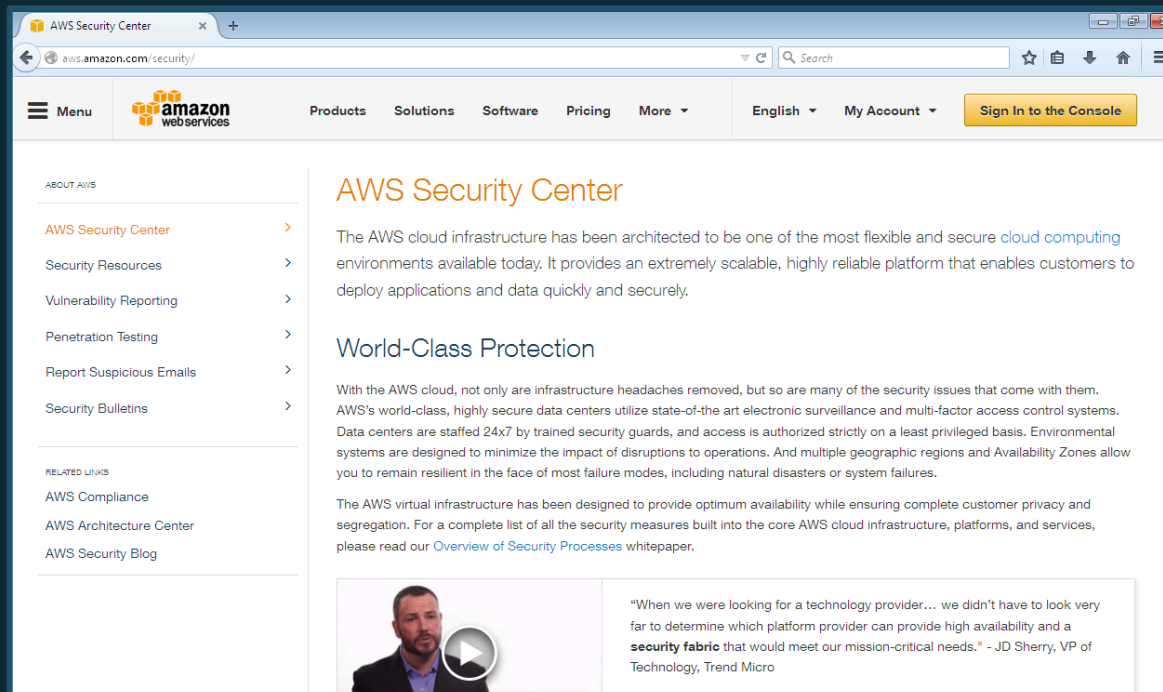 AWS Security Center
aws.amazon.com/security/
Search
Menu
amazon
webservices
Products
Solutions
Software
Pricing
More
English
My Account
Sign In to the Console
ABOUT AWS
AWS Security Center
Security Resources
Vulnerability Reporting
Penetration Testing
Report Suspicious Emails
Security Bulletins
RELATED LINKS
AWS Compliance
AWS Architecture Center
AWS Security Blog
AWS Security Center
The AWS cloud infrastructure has been architected to be one of the most flexible and secure cloud computing
environments available today. It provides an extremely scalable, highly reliable platform that enables customers to
deploy applications and data quickly and securely.
World-Class Protection
With the AWS cloud, not only are infrastructure headaches removed, but so are many of the security issues that come with them.
AWS's world-class, highly secure data centers utilize state-of-the art electronic surveillance and multi-factor access control systems.
Data centers are staffed 24x7 by trained security guards, and access is authorized strictly on a least privileged basis. Environmental
systems are designed to minimize the impact of disruptions to operations. And multiple geographic regions and Availability Zones allow
you to remain resilient in the face of most failure modes, including natural disasters or system failures.
The AWS virtual infrastructure has been designed to provide optimum availability while ensuring complete customer privacy and
segregation. For a complete list of all the security measures built into the core AWS cloud infrastructure, platforms, and services,
please read our Overview of Security Processes whitepaper.
“When we were looking for a technology provider… we didn’t have to look very
far to determine which platform provider can provide high availability and a
security fabric that would meet our mission-critical needs." - JD Sherry, VP of
Technology, Trend Micro